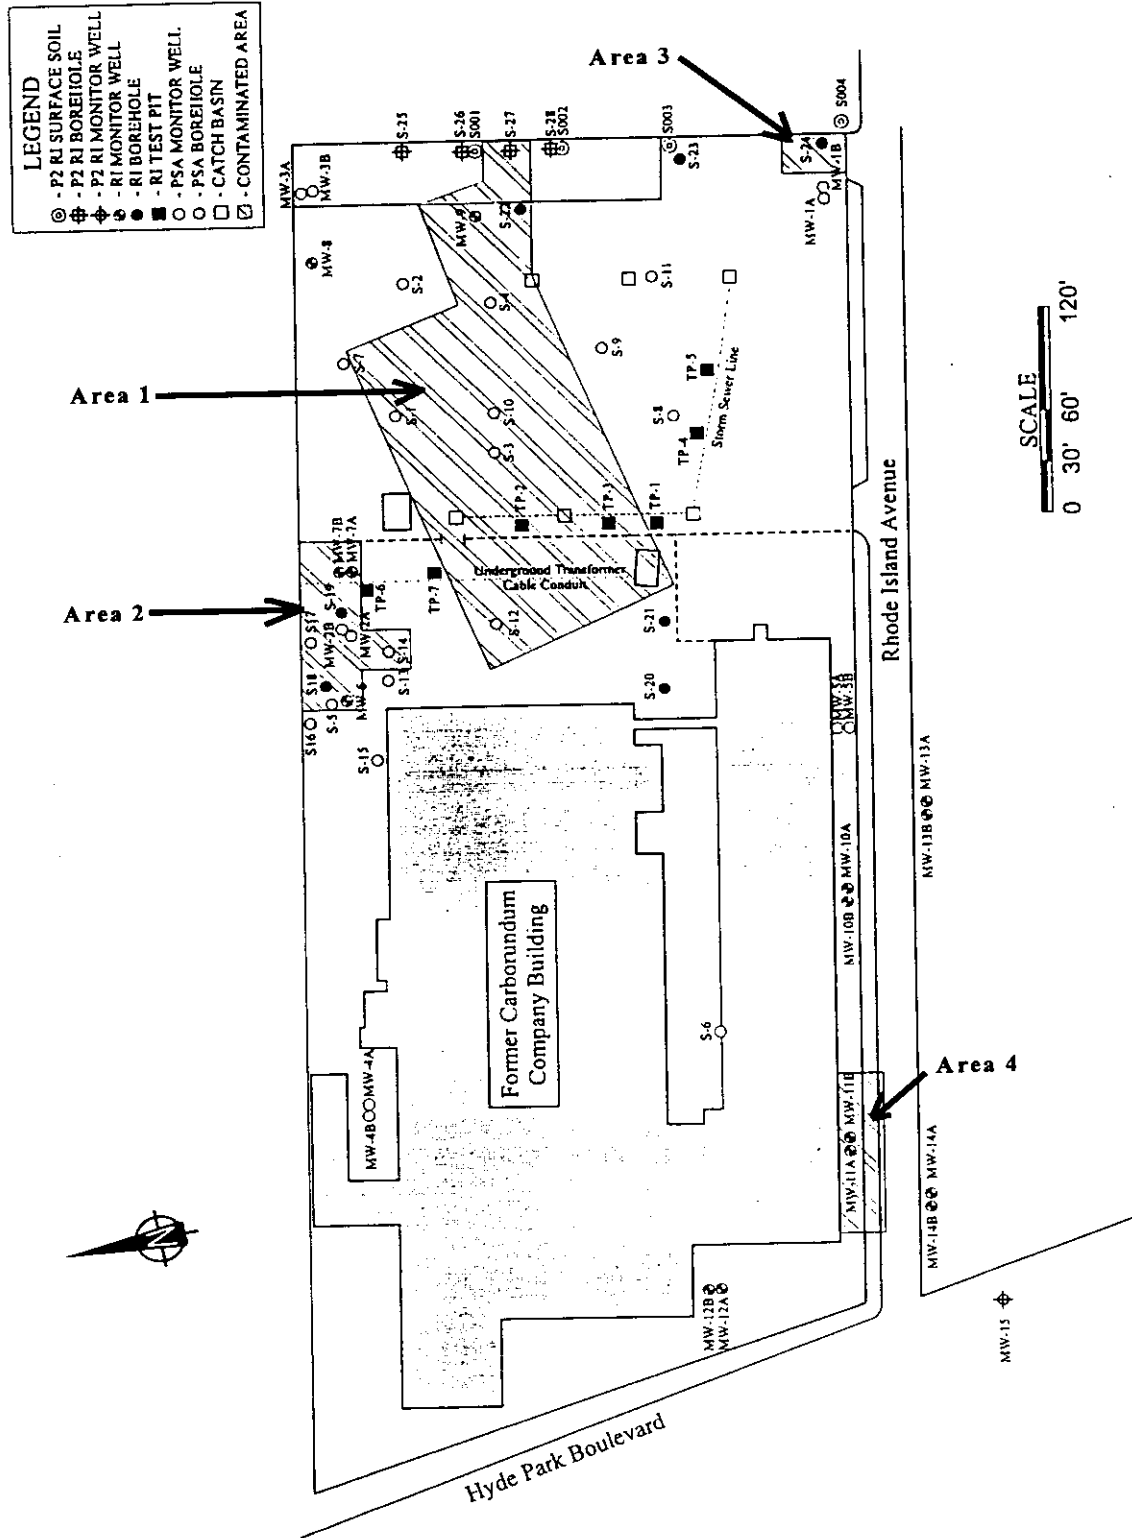 LEGEND
- P2 RI SURFACE SOIL
- P2 RI BOREHOLE
- P2 RI MONITOR WELL
- RI MONITOR WELL
- RI BOREHOLE
- RI TEST PIT
- PSA MONITOR WELL
- PSA BOREHOLE
- CATCH BASIN
- CONTAMINATED AREA
Area 3
Area 1
Area 2
Area 4
MW-3A
MW-3B
MW-8
S-25
S-26
S001
S-27
S-28
S002
S003
S-23
S004
S-24
MW-1B
MW-1A
MW-9
S-22
S-2
S-4
S-11
S-7
S-9
S-1
S-10
S-3
S-8
TP-5
TP-4
Storm Sewer Line
TP-2
TP-3
TP-1
MW-7B
MW-7A
Underground Transformer
Cable Conduit
TP-6
TP-7
S-19
S17
MW-2B
MW-2A
S-14
S-13
S-12
S-21
S-20
S18
S-5
MW-6
S16
S-15
MW-5A
MW-5B
Rhode Island Avenue
SCALE
0 30' 60' 120'
MW-13B MW-13A
MW-10B MW-10A
Former Carborundum
Company Building
S-6
MW-4B MW-4A
MW-11A MW-11B
MW-14B MW-14A
MW-12B
MW-12A
MW-15
Hyde Park Boulevard
N